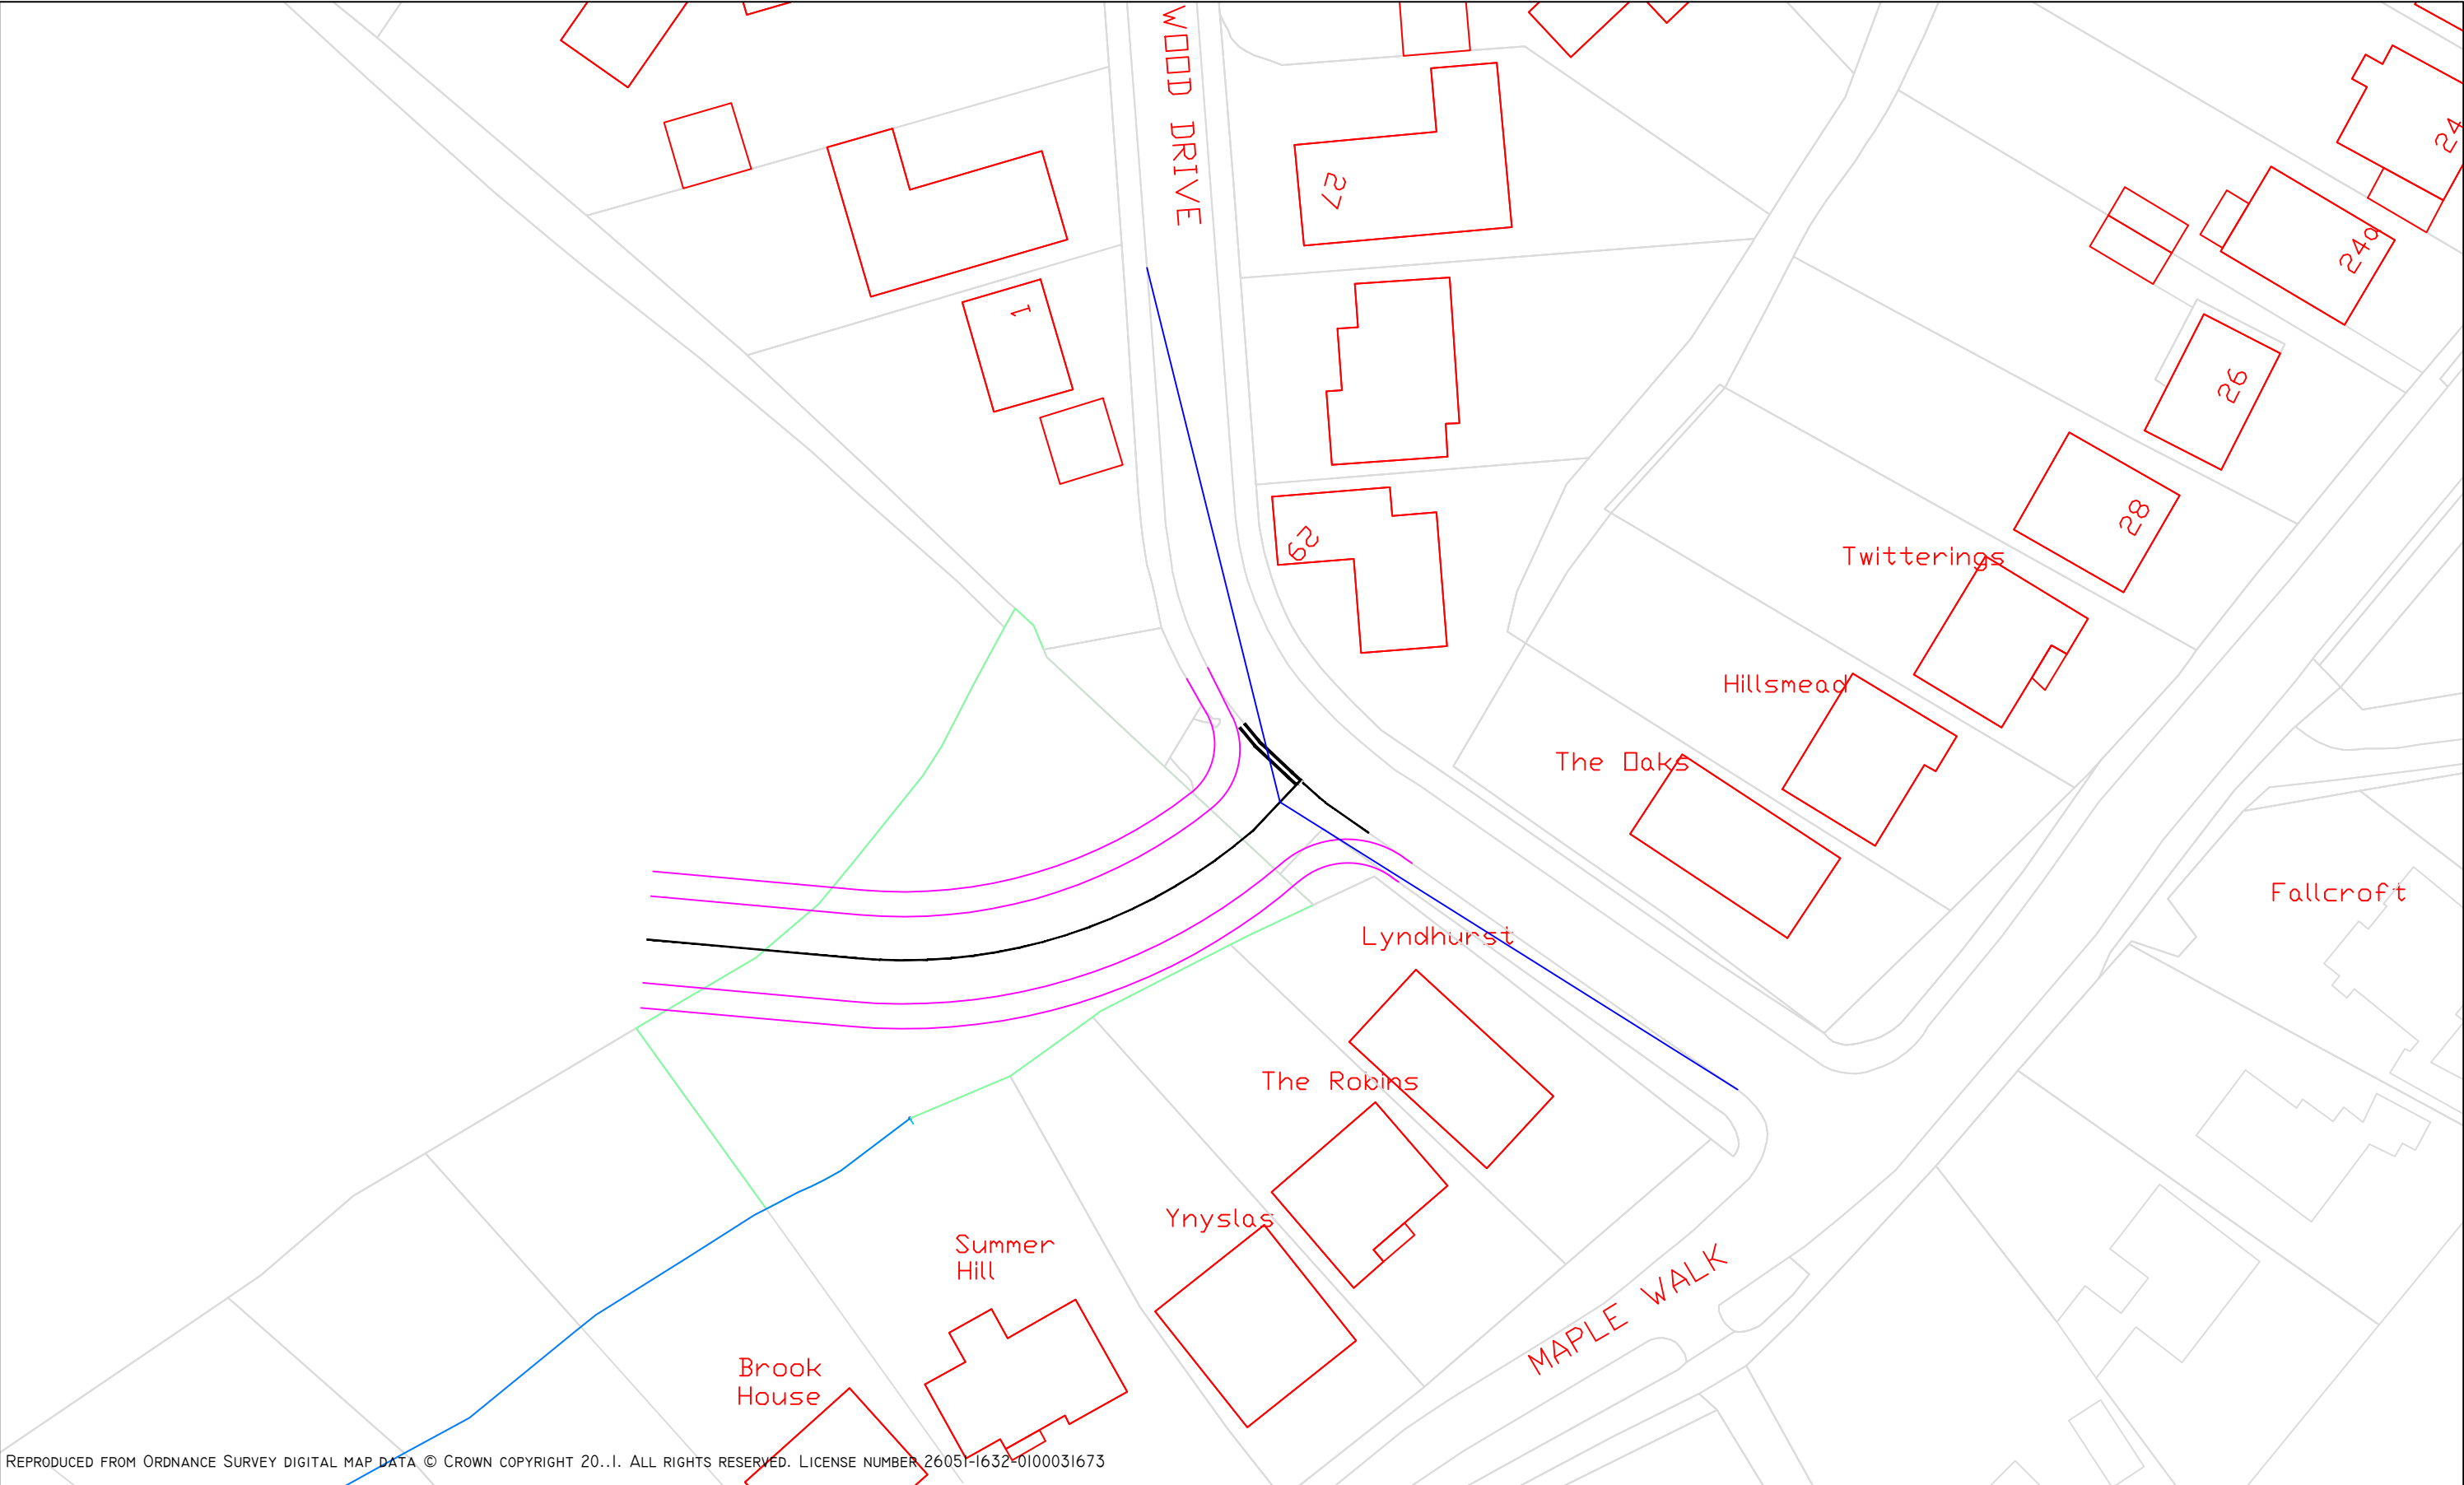 WOOD DRIVE
27
24
24a
1
26
28
29
Twitterings
Hillsmead
The Oaks
Fallcroft
Lyndhurst
The Robins
Ynyslas
Summer
Hill
MAPLE WALK
Brook
House
REPRODUCED FROM ORDNANCE SURVEY DIGITAL MAP DATA © CROWN COPYRIGHT 20..1. ALL RIGHTS RESERVED. LICENSE NUMBER 26051-1632-0100031673